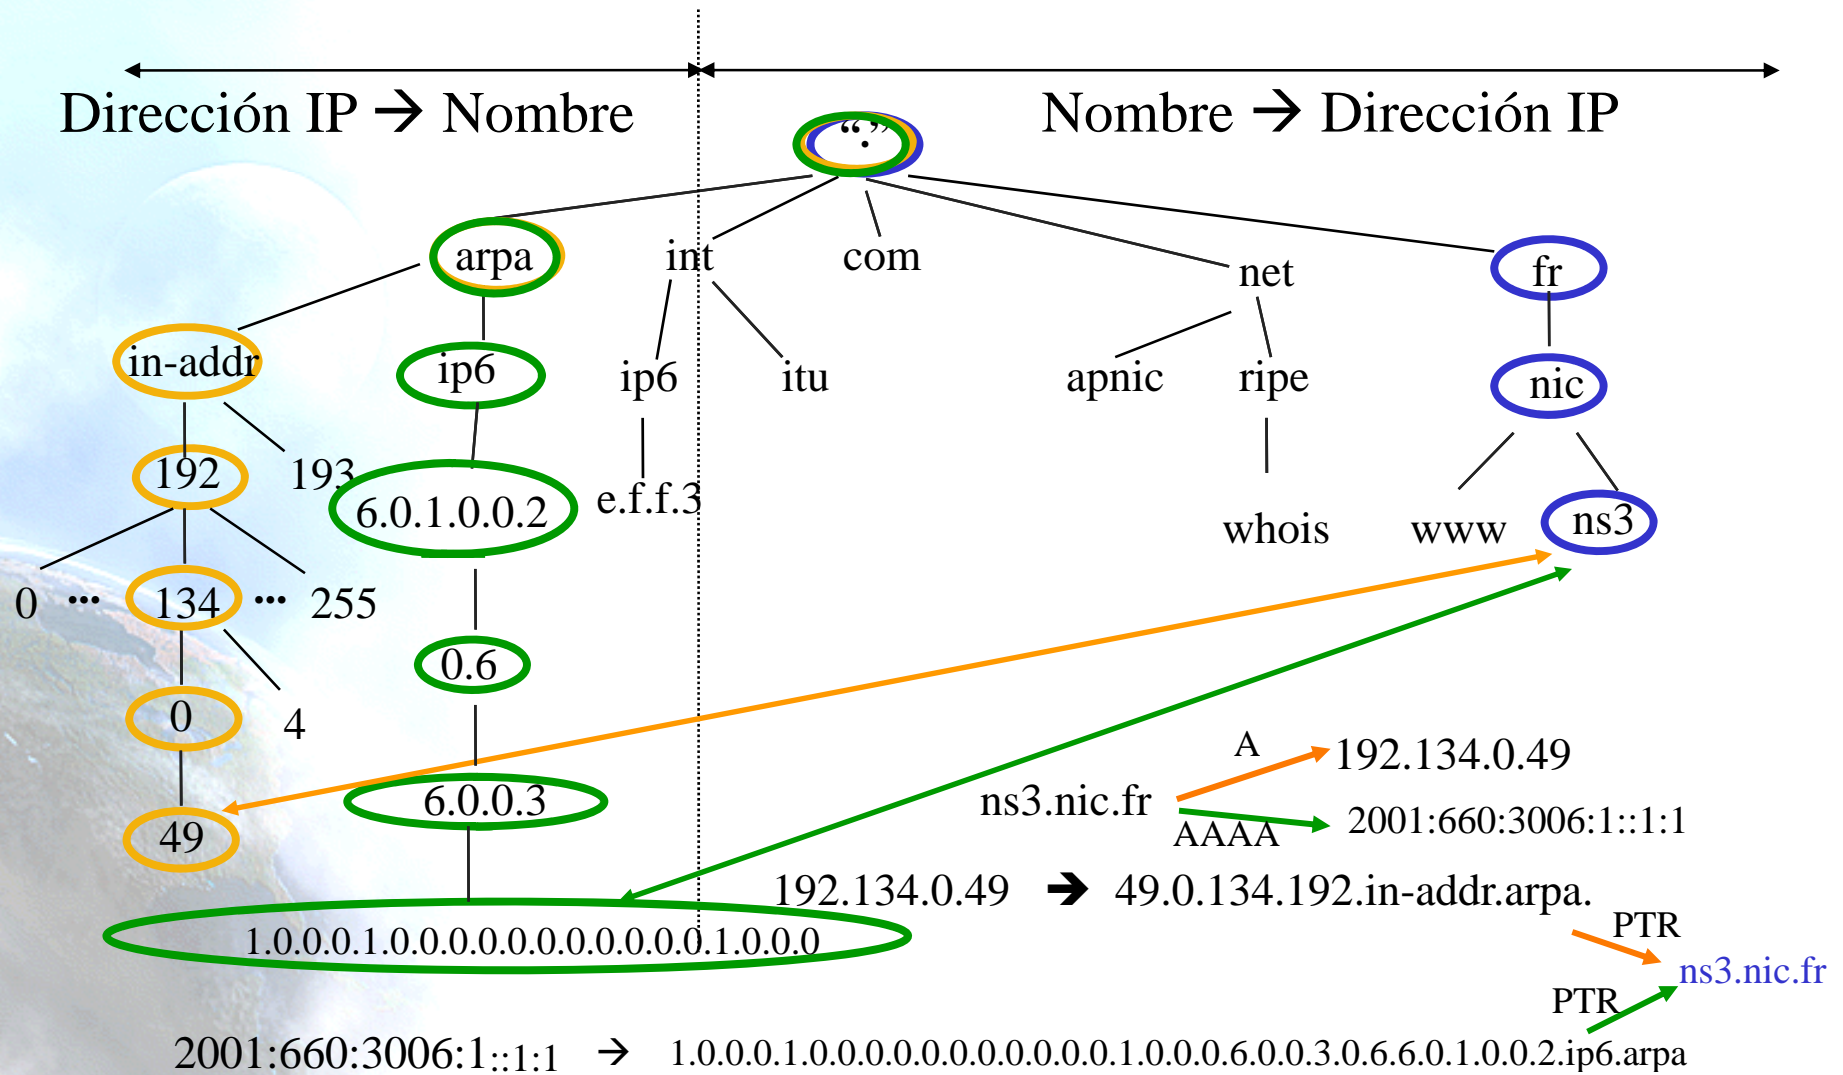 Dirección IP → Nombre
Nombre → Dirección IP
“.”
arpa
int
com
net
fr
in-addr
ip6
ip6
itu
apnic
ripe
nic
192
193
6.0.1.0.0.2
e.f.f.3
whois
www
ns3
0 ... 134 ... 255
0.6
0
4
6.0.0.3
49
A
192.134.0.49
ns3.nic.fr
AAAA
2001:660:3006:1::1:1
192.134.0.49 → 49.0.134.192.in-addr.arpa.
PTR
1.0.0.0.1.0.0.0.0.0.0.0.0.0.0.0.1.0.0.0
ns3.nic.fr
PTR
2001:660:3006:1::1:1 → 1.0.0.0.1.0.0.0.0.0.0.0.0.0.0.0.1.0.0.0.6.0.0.3.0.6.6.0.1.0.0.2.ip6.arpa